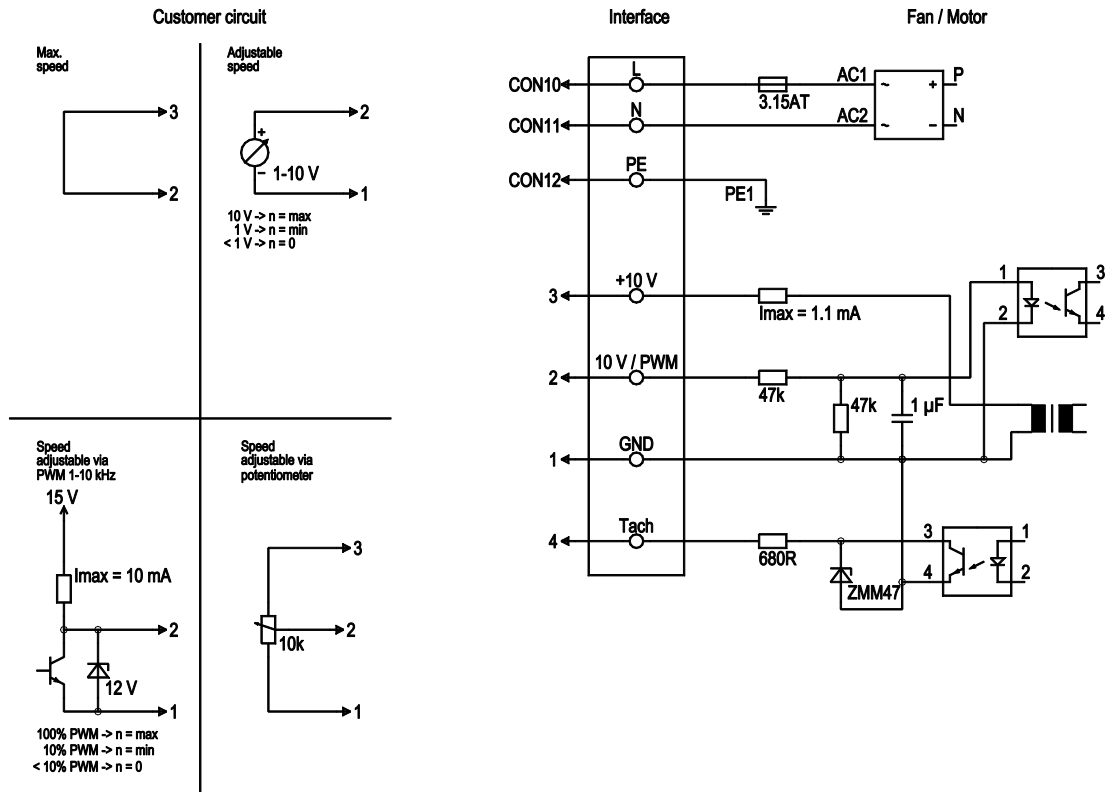 Customer circuit
Interface
Fan / Motor
Max.
speed
3
2
Adjustable
speed
2
+
−
1-10 V
1
10 V -> n = max
1 V -> n = min
< 1 V -> n = 0
Speed
adjustable via
PWM 1-10 kHz
15 V
Imax = 10 mA
2
12 V
1
100% PWM -> n = max
10% PWM -> n = min
< 10% PWM -> n = 0
Speed
adjustable via
potentiometer
3
2
10k
1
CON10
L
3.15AT
AC1
~
+
P
CON11
N
AC2
~
−
N
CON12
PE
PE1
3
+10 V
Imax = 1.1 mA
1
2
3
4
2
10 V / PWM
47k
47k
1 µF
1
GND
4
Tach
680R
ZMM47
3
4
1
2